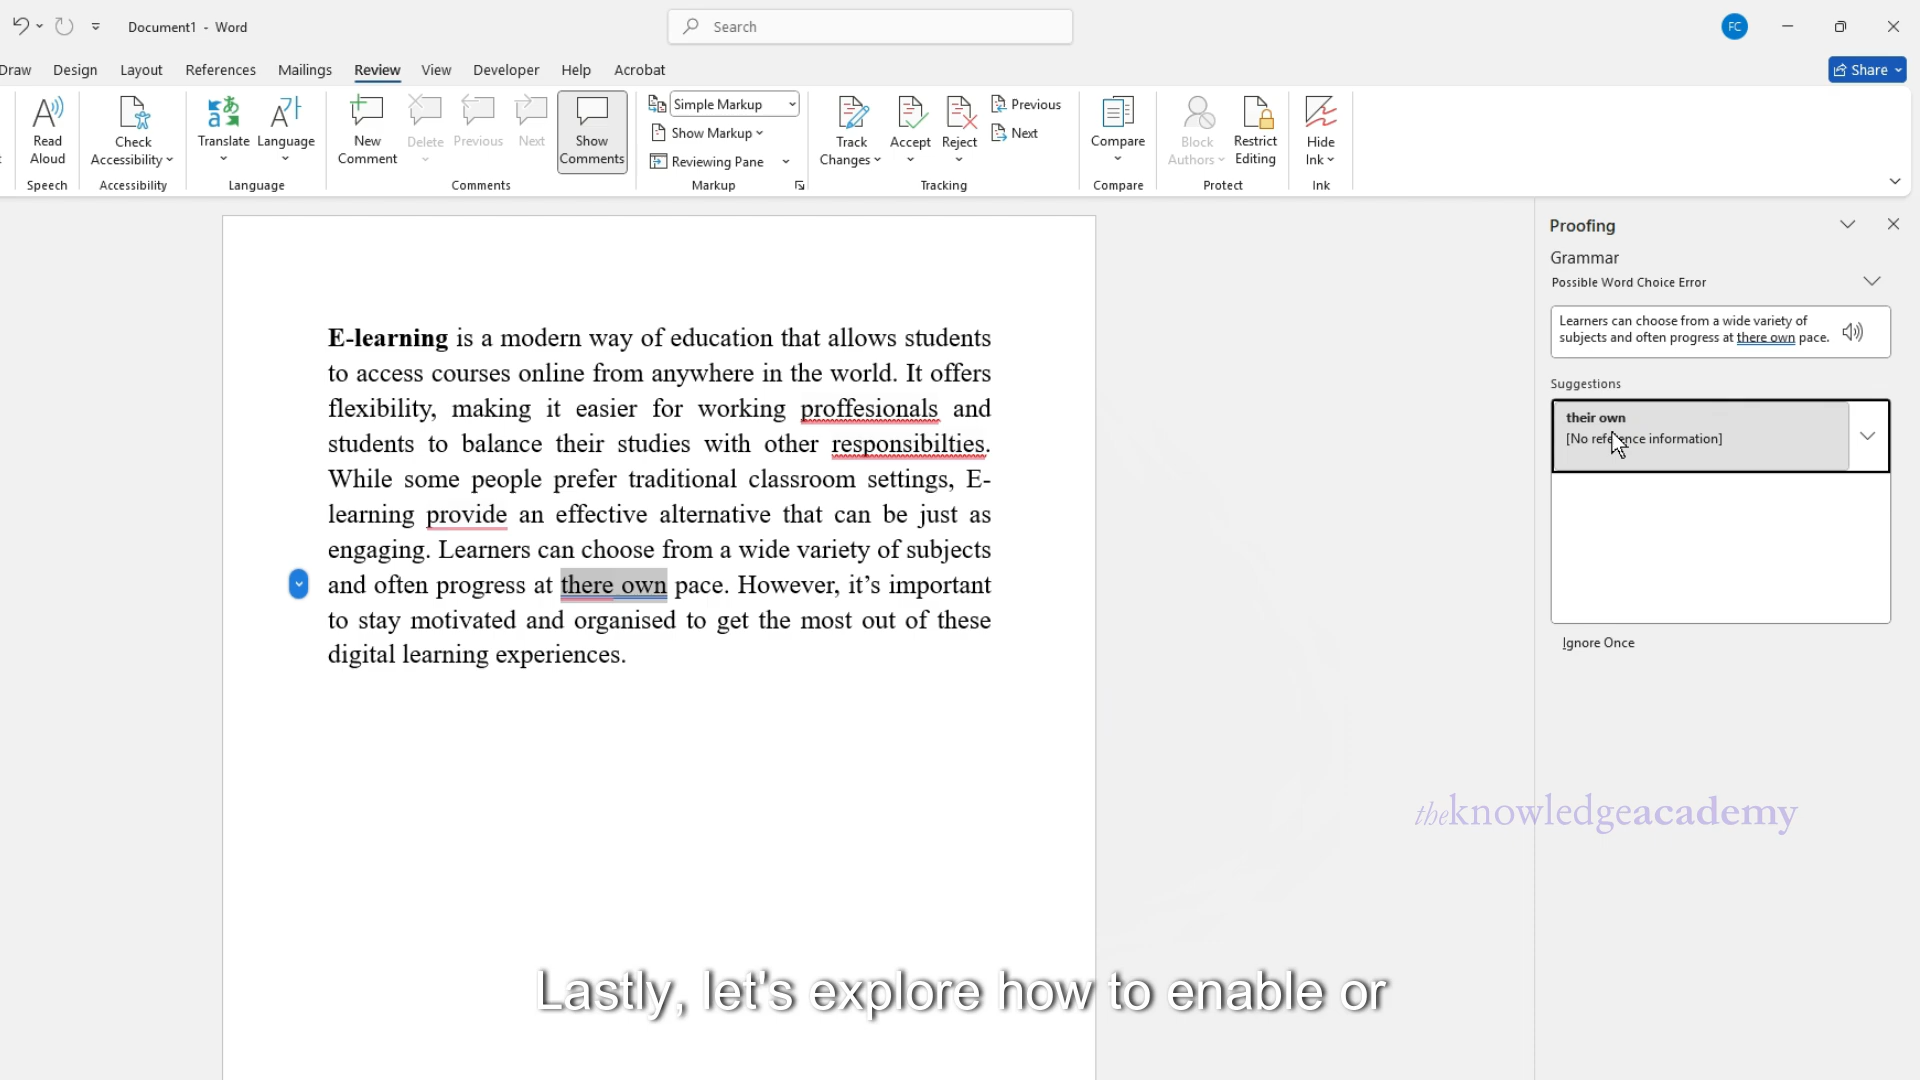 Document1 - Word
Search
FC
Draw Design Layout References Mailings Review View Developer Help Acrobat
Share
Read Aloud
Check Accessibility
Translate
Language
New Comment
Delete
Previous
Next
Show Comments
Simple Markup
Show Markup
Reviewing Pane
Track Changes
Accept
Reject
Previous
Next
Compare
Block Authors
Restrict Editing
Hide Ink
Speech
Accessibility
Language
Comments
Markup
Tracking
Compare
Protect
Ink
E-learning is a modern way of education that allows students
to access courses online from anywhere in the world. It offers
flexibility, making it easier for working proffesionals and
students to balance their studies with other responsibilties.
While some people prefer traditional classroom settings, E-
learning provide an effective alternative that can be just as
engaging. Learners can choose from a wide variety of subjects
and often progress at there own pace. However, it’s important
to stay motivated and organised to get the most out of these
digital learning experiences.
Proofing
Grammar
Possible Word Choice Error
Learners can choose from a wide variety of
subjects and often progress at there own pace.
Suggestions
their own
[No reference information]
Ignore Once
theknowledgeacademy
Lastly, let's explore how to enable or